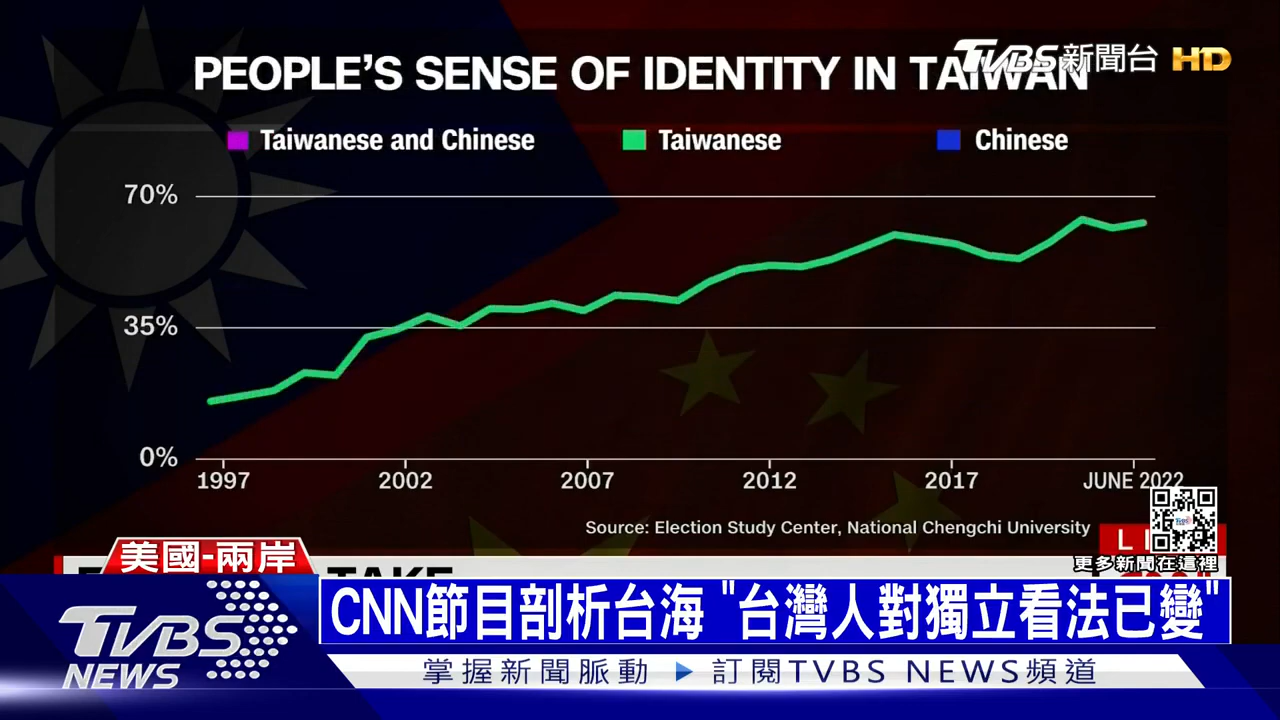 PEOPLE'S SENSE OF IDENTITY IN TAIWAN
TVBS新聞台 HD
Taiwanese and Chinese
Taiwanese
Chinese
70%
35%
0%
1997
2002
2007
2012
2017
JUNE 2022
Source: Election Study Center, National Chengchi University
更多新聞在這裡
美國-兩岸
TAKE
CNN節目剖析台海 "台灣人對獨立看法已變"
TVBS
NEWS
掌握新聞脈動 訂閱TVBS NEWS頻道